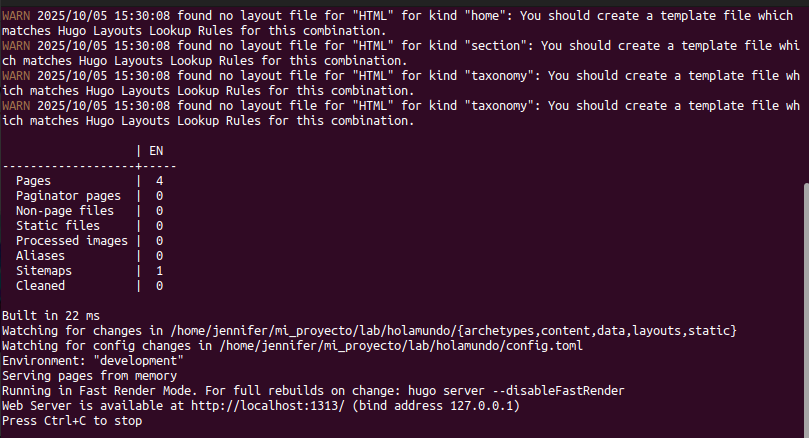 WARN 2025/10/05 15:30:08 found no layout file for "HTML" for kind "home": You should create a template file which
matches Hugo Layouts Lookup Rules for this combination.
WARN 2025/10/05 15:30:08 found no layout file for "HTML" for kind "section": You should create a template file whi
ch matches Hugo Layouts Lookup Rules for this combination.
WARN 2025/10/05 15:30:08 found no layout file for "HTML" for kind "taxonomy": You should create a template file wh
ich matches Hugo Layouts Lookup Rules for this combination.
WARN 2025/10/05 15:30:08 found no layout file for "HTML" for kind "taxonomy": You should create a template file wh
ich matches Hugo Layouts Lookup Rules for this combination.
                   | EN
-------------------+-----
  Pages            |  4
  Paginator pages  |  0
  Non-page files   |  0
  Static files     |  0
  Processed images |  0
  Aliases          |  0
  Sitemaps         |  1
  Cleaned          |  0
Built in 22 ms
Watching for changes in /home/jennifer/mi_proyecto/lab/holamundo/{archetypes,content,data,layouts,static}
Watching for config changes in /home/jennifer/mi_proyecto/lab/holamundo/config.toml
Environment: "development"
Serving pages from memory
Running in Fast Render Mode. For full rebuilds on change: hugo server --disableFastRender
Web Server is available at http://localhost:1313/ (bind address 127.0.0.1)
Press Ctrl+C to stop